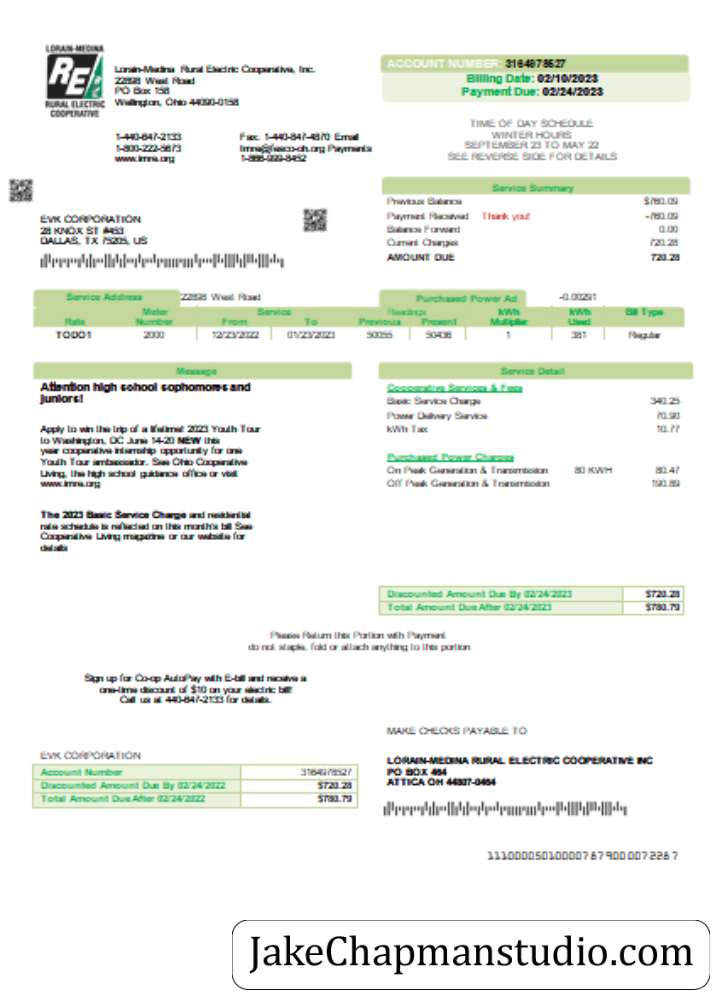 LORAIN-MEDINA
RE
RURAL ELECTRIC
COOPERATIVE
Lorain-Medina Rural Electric Cooperative, Inc.
22898 West Road
PO Box 158
Wellington, Ohio 44090-0158
1-440-647-2133 Fax: 1-440-647-4870 Email
1-800-222-5673 lmre@fesco-oh.org Payments
www.lmre.org 1-866-999-8452
ACCOUNT NUMBER: 3164978527
Billing Date: 02/10/2023
Payment Due: 02/24/2023
TIME OF DAY SCHEDULE
WINTER HOURS
SEPTEMBER 23 TO MAY 22
SEE REVERSE SIDE FOR DETAILS
EVK CORPORATION
28 KNOX ST #453
DALLAS, TX 75205, US
Service Summary
Previous Balance $760.09
Payment Received Thank you! -760.09
Balance Forward 0.00
Current Charges 720.28
AMOUNT DUE 720.28
Service Address 22898 West Road Purchased Power Ad -0.00291
Meter Service Readings kWh kWh Bill Type
Rate Number From To Previous Present Multiplier Used
TODO1 2000 12/23/2022 01/23/2023 50055 50436 1 381 Regular
Message
Attention high school sophomores and
juniors!
Apply to win the trip of a lifetime! 2023 Youth Tour
to Washington, DC June 14-20 NEW this
year cooperative internship opportunity for one
Youth Tour ambassador. See Ohio Cooperative
Living, the high school guidance office or visit
www.lmre.org
The 2023 Basic Service Charge and residential
rate schedule is reflected on this month's bill See
Cooperative Living magazine or our website for
details
Service Detail
Cooperative Services & Fees
Basic Service Charge 340.25
Power Delivery Service 70.90
kWh Tax 10.77
Purchased Power Charges
On Peak Generation & Transmission 80 KWH 80.47
Off Peak Generation & Transmission 190.89
Discounted Amount Due By 02/24/2023 $720.28
Total Amount Due After 02/24/2023 $780.79
Please Return this Portion with Payment
do not staple, fold or attach anything to this portion
Sign up for Co-op AutoPay with E-bill and receive a
one-time discount of $10 on your electric bill!
Call us at 440-647-2133 for details.
MAKE CHECKS PAYABLE TO
EVK CORPORATION
Account Number 3164978527
Discounted Amount Due By 02/24/2022 $720.28
Total Amount Due After 02/24/2022 $780.79
LORAIN-MEDINA RURAL ELECTRIC COOPERATIVE INC
PO BOX 464
ATTICA OH 44807-0464
111000050100007879000072287
JakeChapmanstudio.com